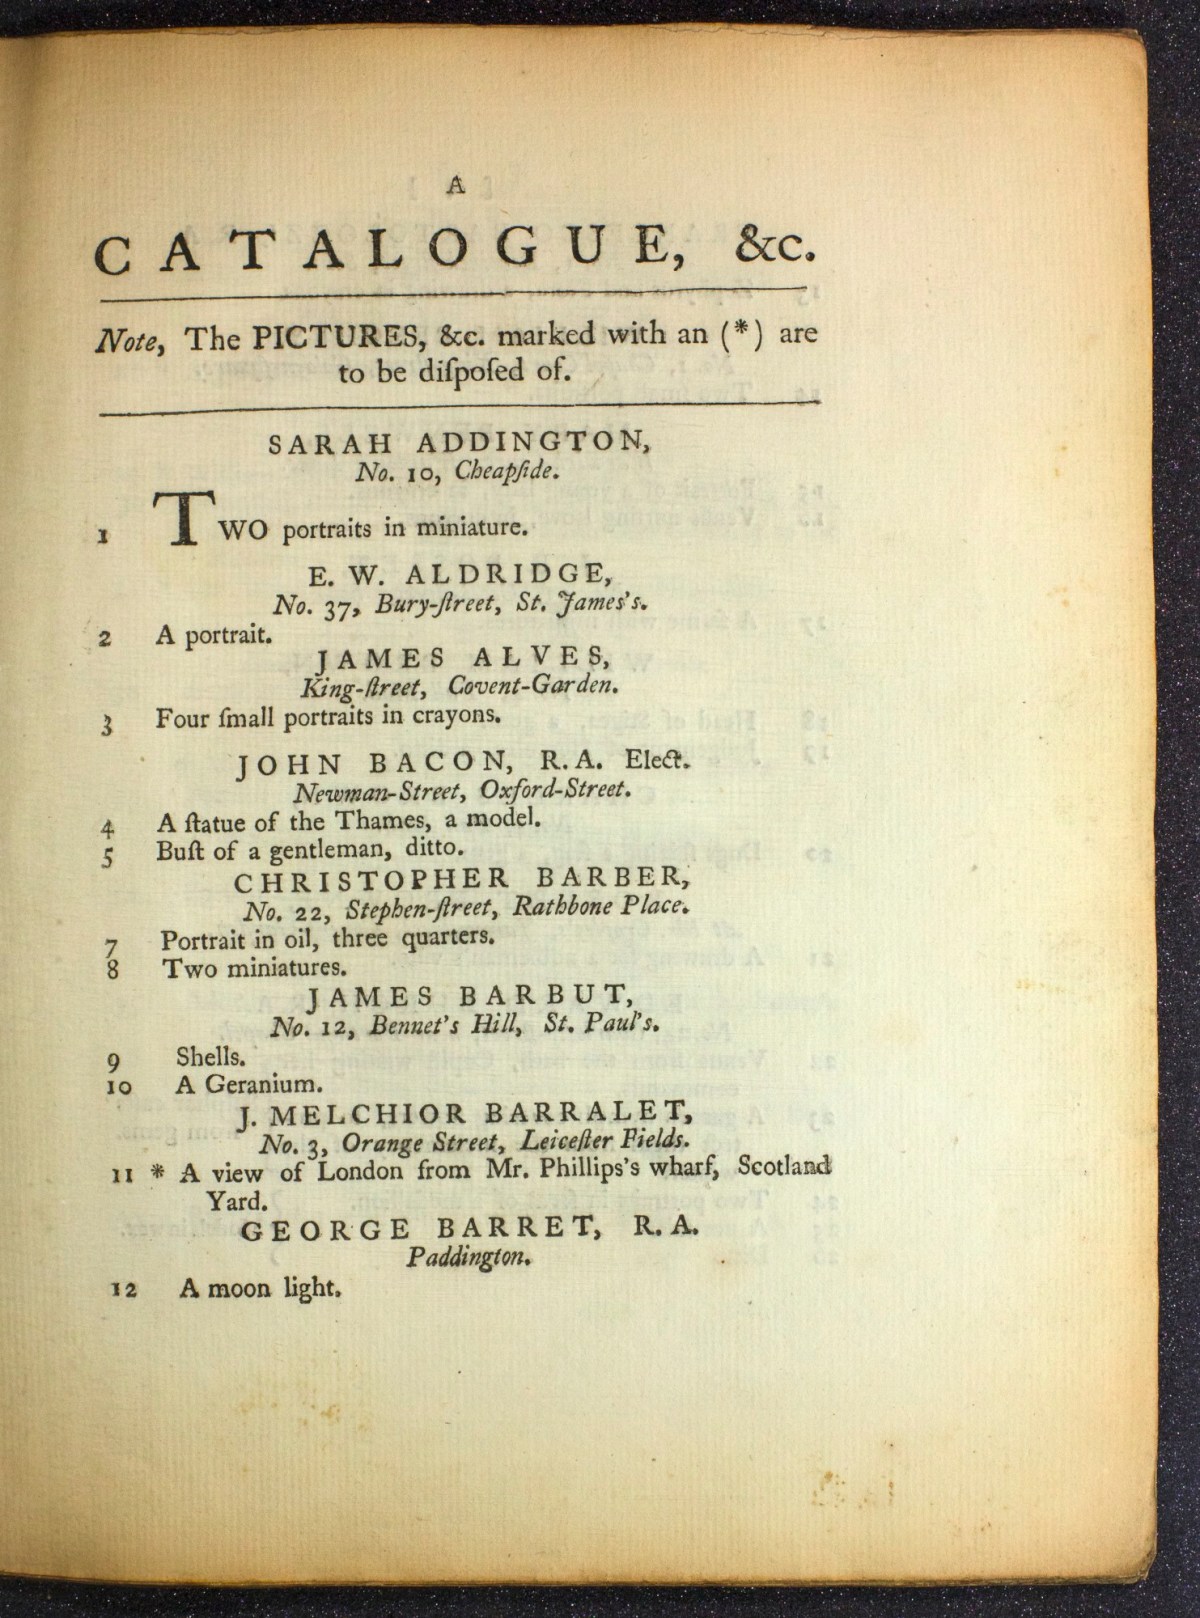 A
CATALOGUE, &c.
Note, The PICTURES, &c. marked with an (*) are
to be diſpoſed of.
SARAH ADDINGTON,
No. 10, Cheapſide.
1 TWO portraits in miniature.
E. W. ALDRIDGE,
No. 37, Bury-ſtreet, St. James's.
2 A portrait.
JAMES ALVES,
King-ſtreet, Covent-Garden.
3 Four ſmall portraits in crayons.
JOHN BACON, R.A. Elect.
Newman-Street, Oxford-Street.
4 A ſtatue of the Thames, a model.
5 Buſt of a gentleman, ditto.
CHRISTOPHER BARBER,
No. 22, Stephen-ſtreet, Rathbone Place.
7 Portrait in oil, three quarters.
8 Two miniatures.
JAMES BARBUT,
No. 12, Bennet's Hill, St. Paul's.
9 Shells.
10 A Geranium.
J. MELCHIOR BARRALET,
No. 3, Orange Street, Leiceſter Fields.
11 * A view of London from Mr. Phillips's wharf, Scotland
Yard.
GEORGE BARRET, R.A.
Paddington.
12 A moon light.